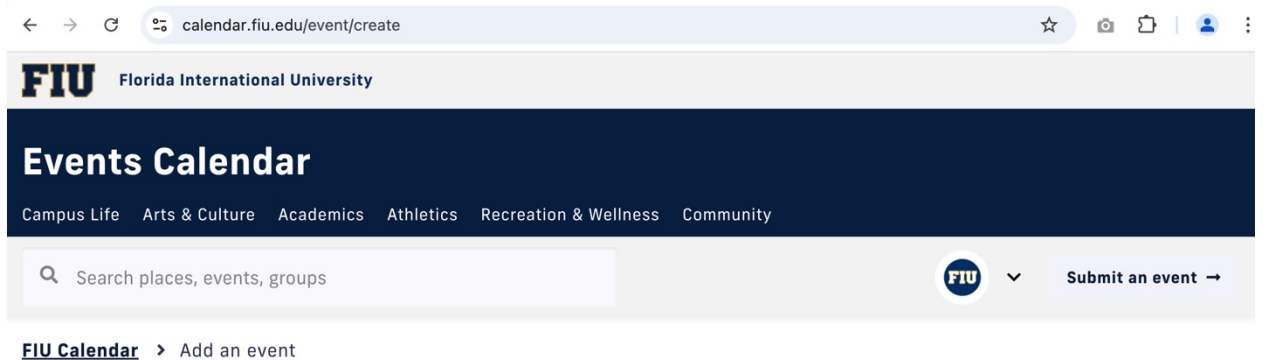 calendar.fiu.edu/event/create
FIU Florida International University
Events Calendar
Campus Life Arts & Culture Academics Athletics Recreation & Wellness Community
Search places, events, groups FIU Submit an event →
FIU Calendar > Add an event